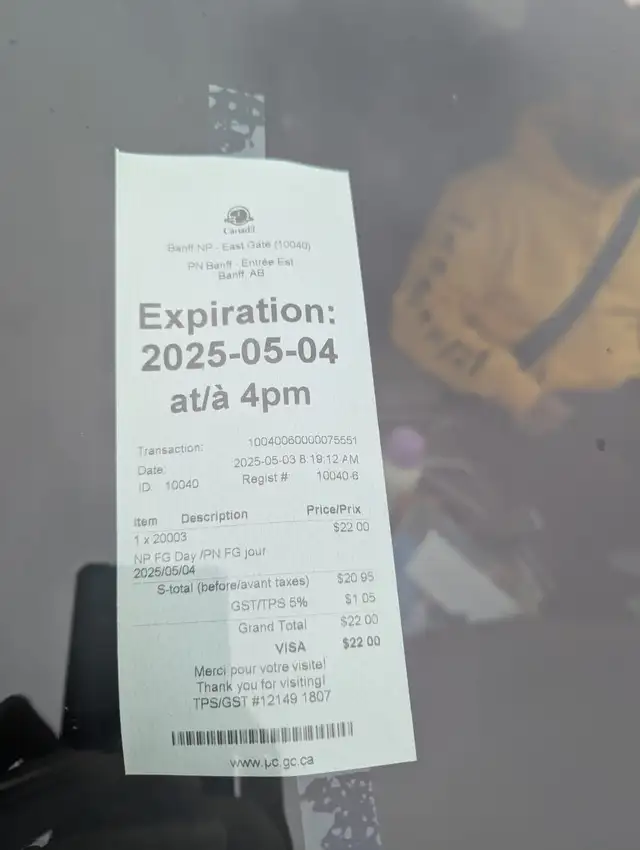 Canada
Banff NP - East Gate (10040)
PN Banff - Entrée Est
Banff, AB
Expiration:
2025-05-04
at/à 4pm
Transaction: 10040060000075551
Date: 2025-05-03 8:19:12 AM
ID: 10040 Regist # 10040-6
Item Description Price/Prix
1 x 20003 $22.00
NP FG Day /PN FG jour
2025/05/04
S-total (before/avant taxes) $20.95
GST/TPS 5% $1.05
Grand Total $22.00
VISA $22.00
Merci pour votre visite!
Thank you for visiting!
TPS/GST #12149 1807
www.pc.gc.ca